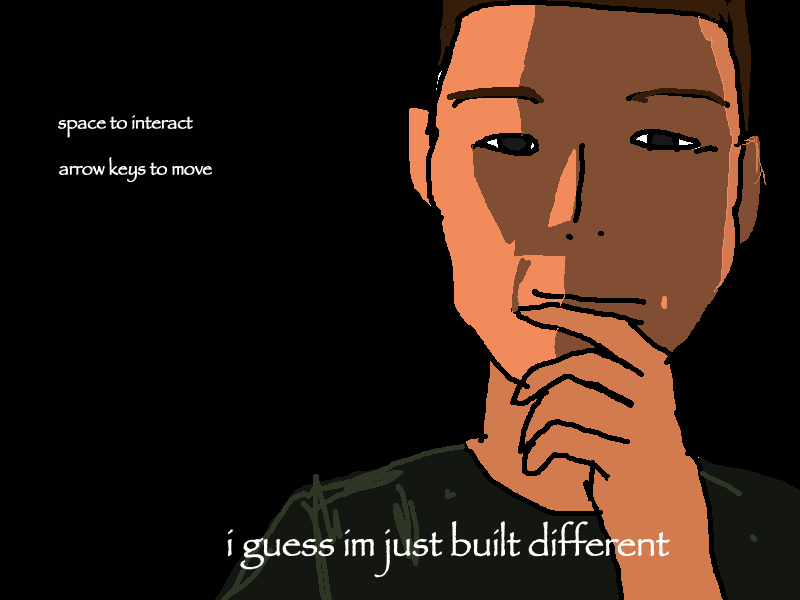 space to interact
arrow keys to move
i guess im just built different